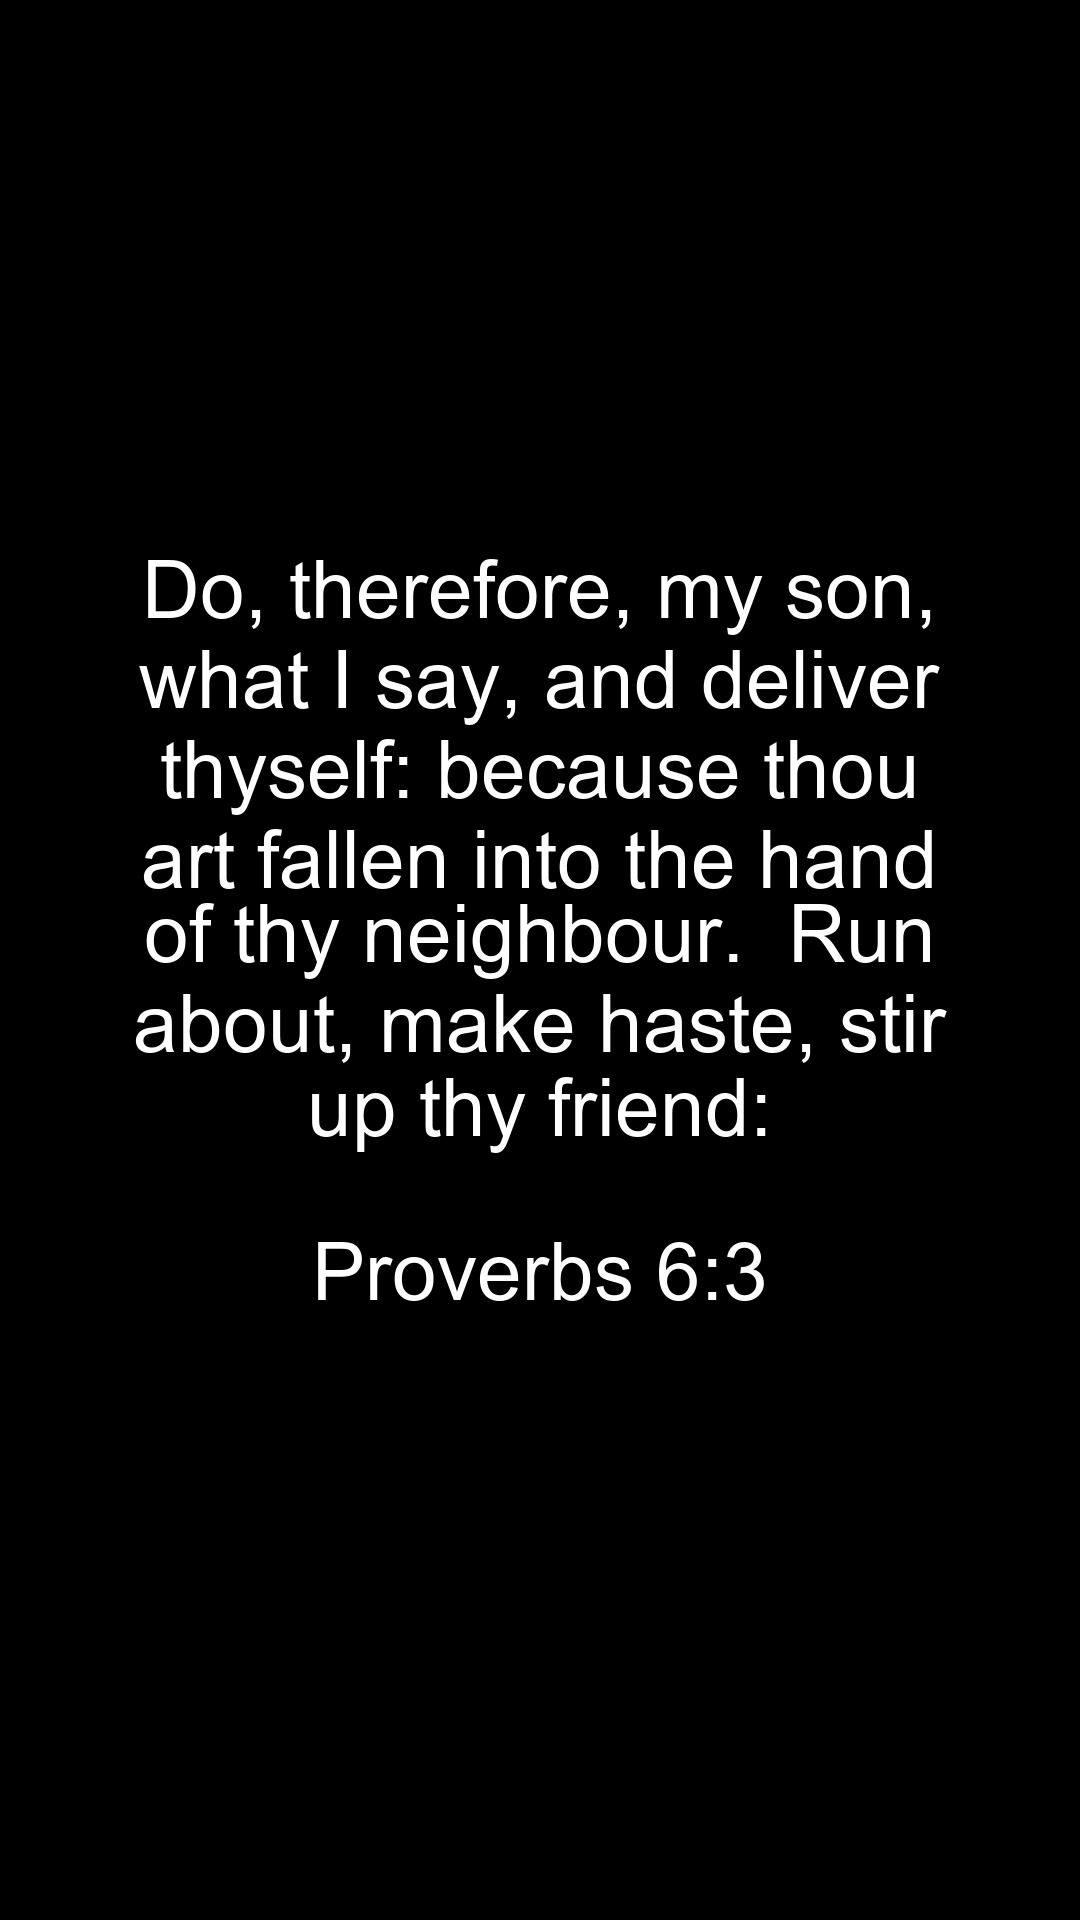 Do, therefore, my son,
what I say, and deliver
thyself: because thou
art fallen into the hand
of thy neighbour.  Run
about, make haste, stir
up thy friend:
Proverbs 6:3